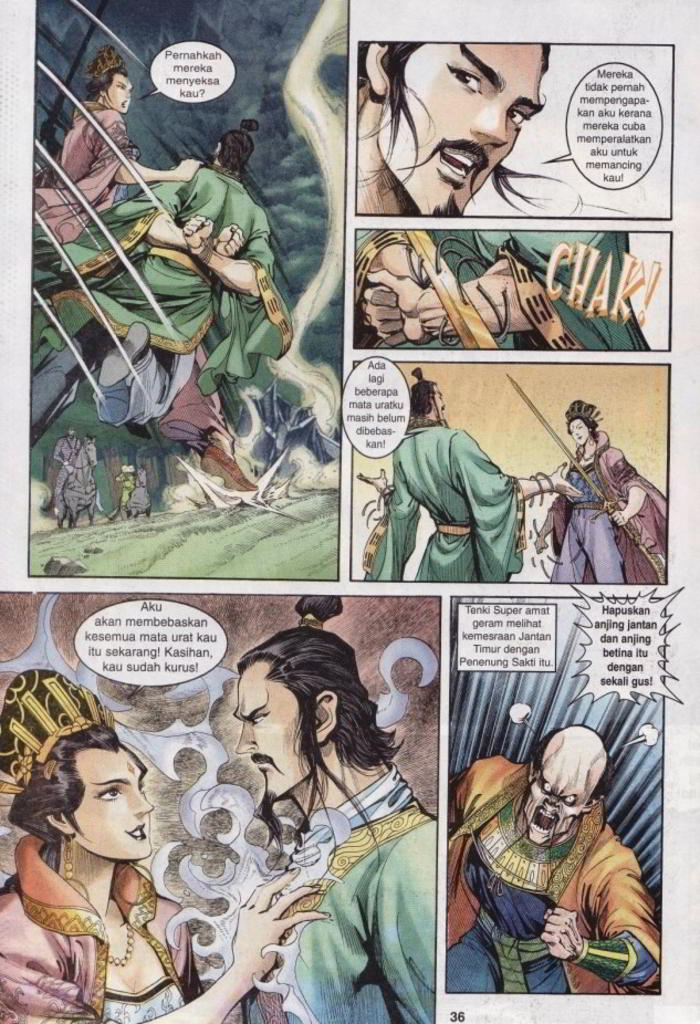 Pernahkah
mereka
menyeksa
kau?
Mereka
tidak pernah
mempengapa-
kan aku kerana
mereka cuba
memperalatkan
aku untuk
memancing
kau!
CHAK!
Ada
lagi
beberapa
mata uratku
masih belum
dibebas-
kan!
Aku
akan membebaskan
kesemua mata urat kau
itu sekarang! Kasihan,
kau sudah kurus!
Tenki Super amat
geram melihat
kemesraan Jantan
Timur dengan
Penenung Sakti itu.
Hapuskan
anjing jantan
dan anjing
betina itu
dengan
sekali gus!
36